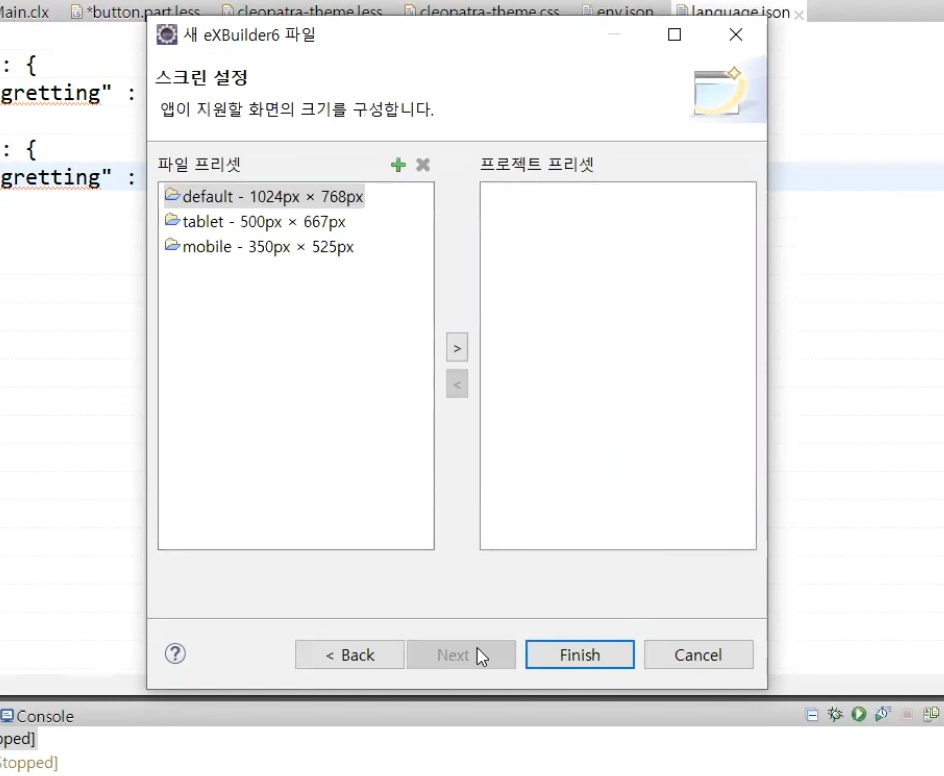 Main.clx *button.part.less cleopatra-theme.less cleopatra-theme.css env.json language.json
새 eXBuilder6 파일
: {
스크린 설정
gretting" :
앱이 지원할 화면의 크기를 구성합니다.
: {
파일 프리셋
프로젝트 프리셋
gretting" :
default - 1024px × 768px
tablet - 500px × 667px
mobile - 350px × 525px
>
<
?
< Back
Next
Finish
Cancel
Console
pped]
Stopped]